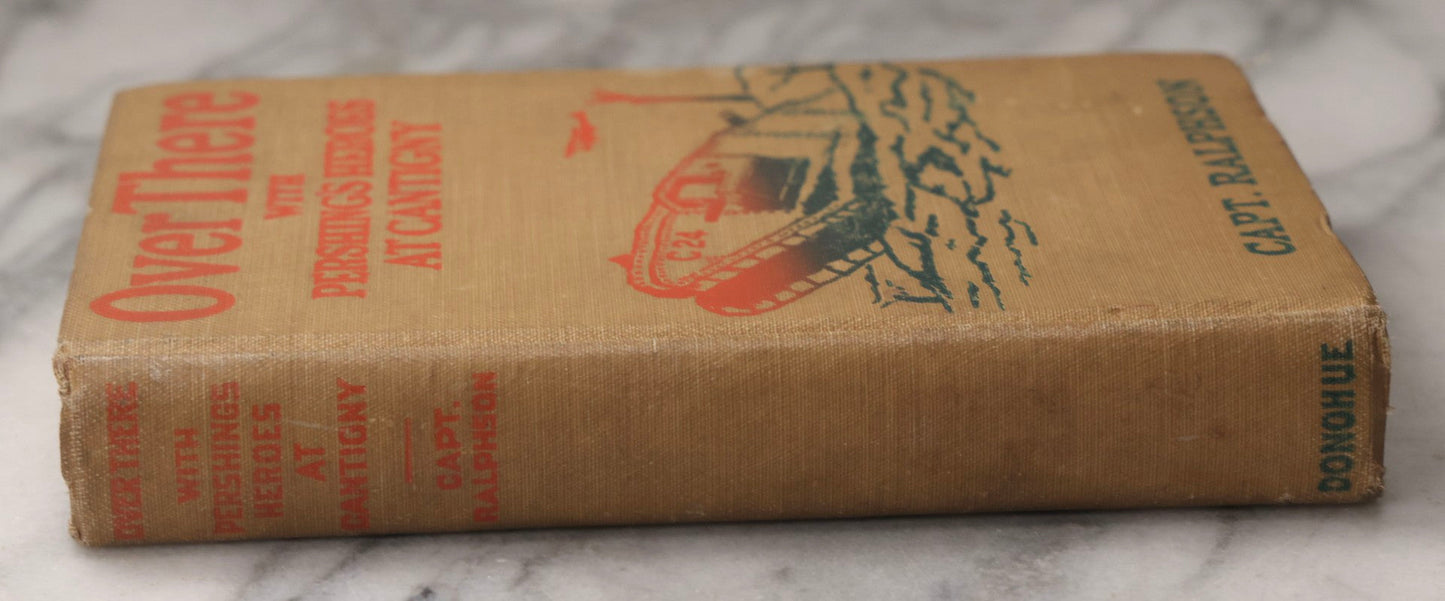 Over There
WITH
PERSHING'S HEROES
AT CANTIGNY
C 24
CAPT. RALPHSON
OVER THERE
WITH
PERSHINGS
HEROES
AT
CANTIGNY
CAPT.
RALPHSON
DONOHUE